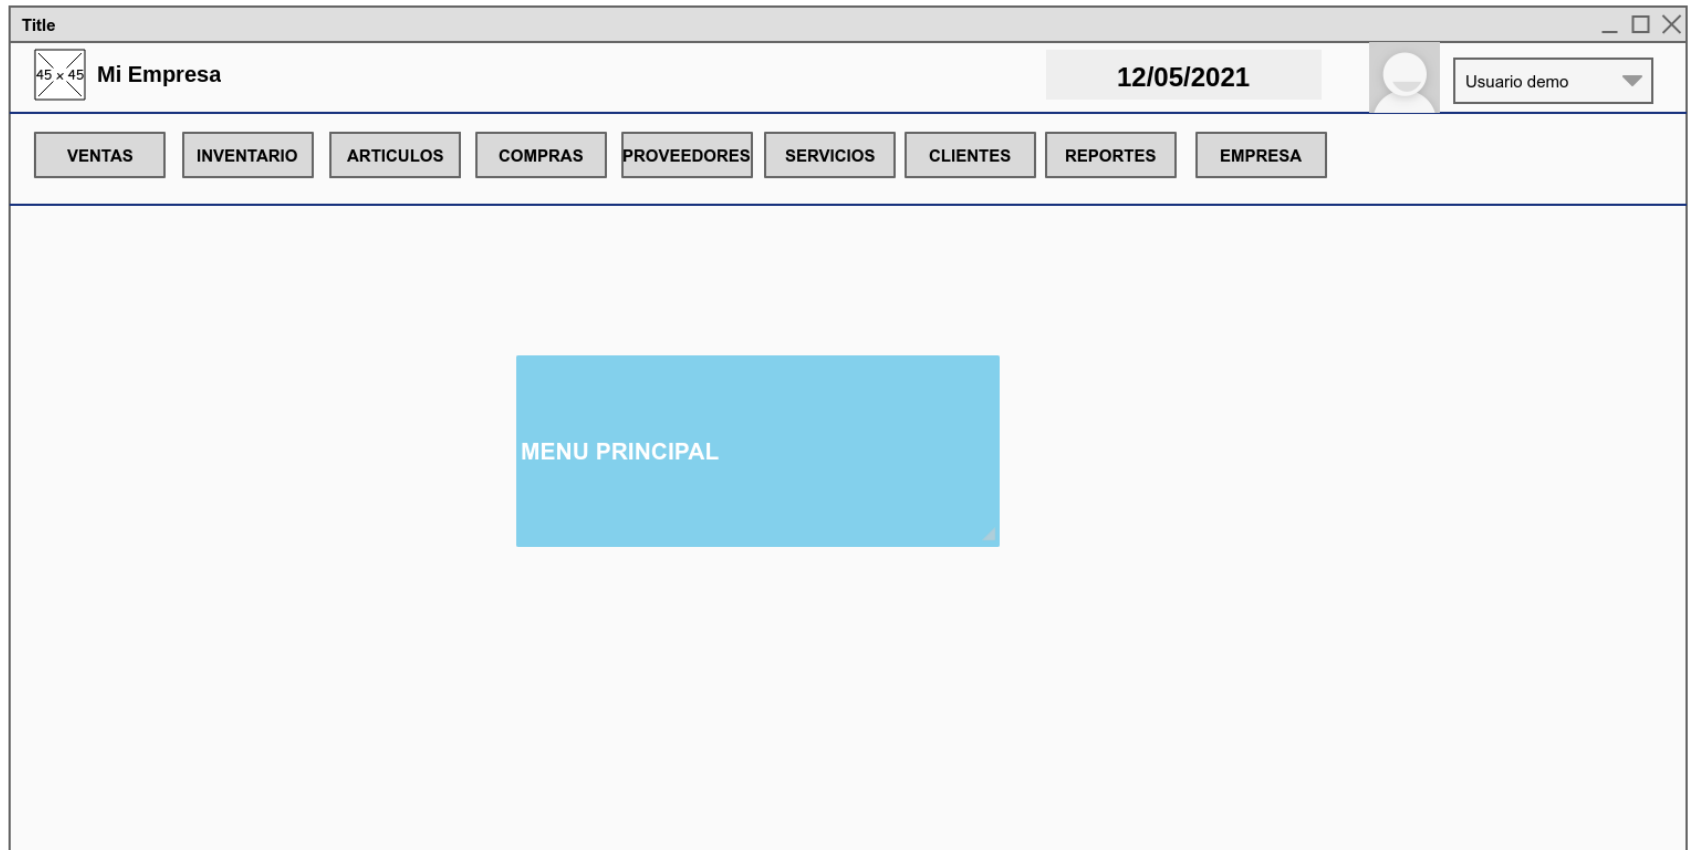 Title
45 x 45 Mi Empresa 12/05/2021 Usuario demo
VENTAS INVENTARIO ARTICULOS COMPRAS PROVEEDORES SERVICIOS CLIENTES REPORTES EMPRESA
MENU PRINCIPAL